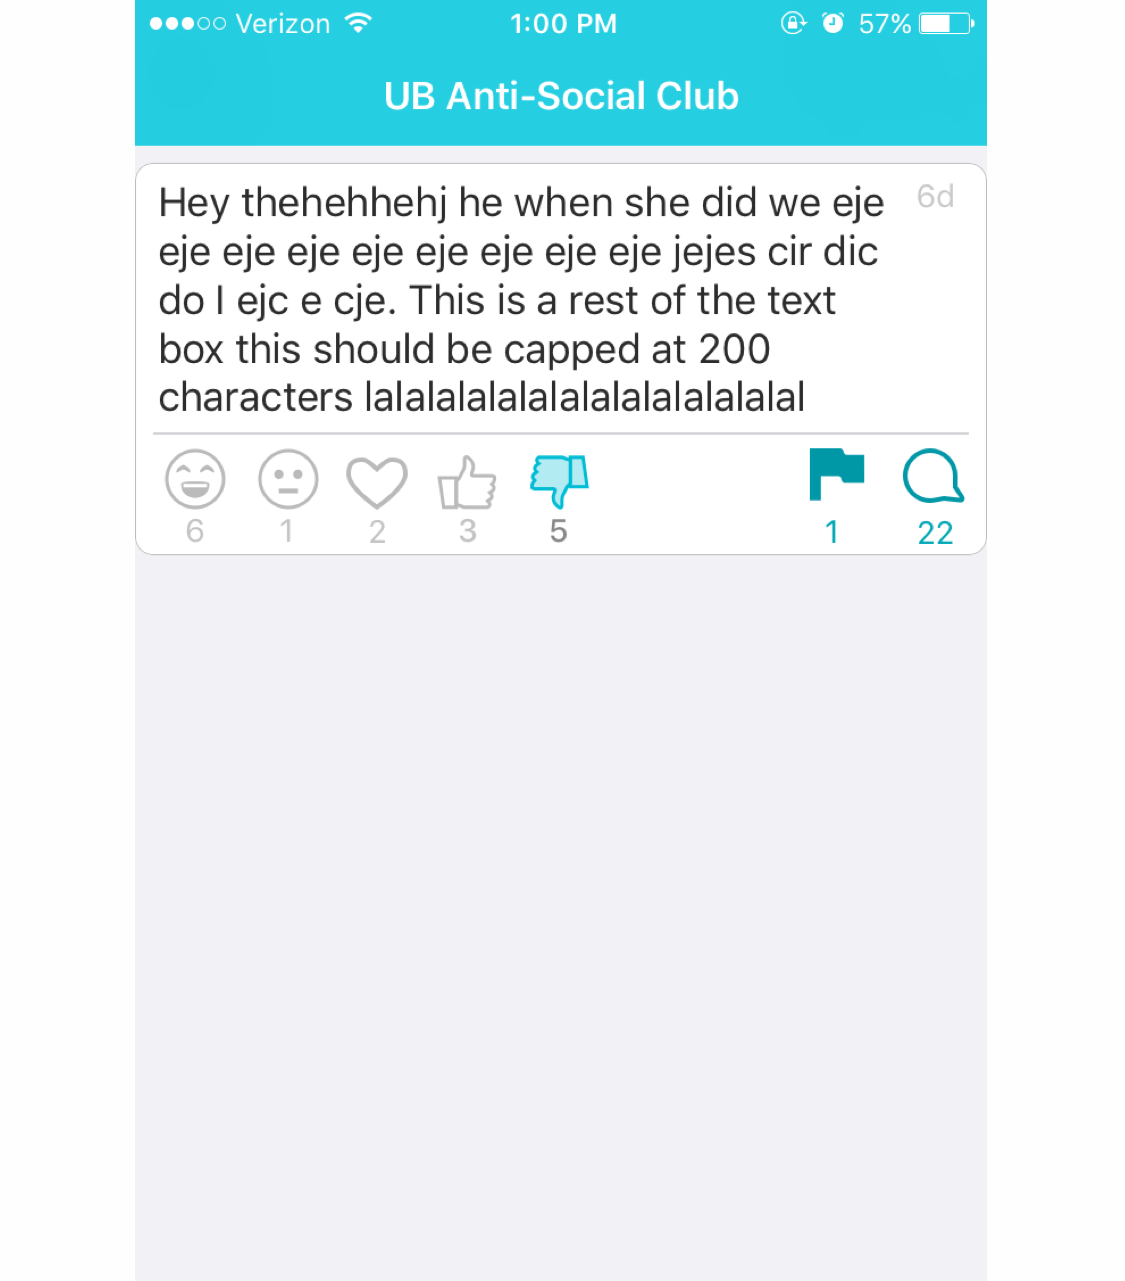 Verizon 1:00 PM 57%
UB Anti-Social Club
Hey thehehhehj he when she did we eje 6d
eje eje eje eje eje eje eje eje jejes cir dic
do I ejc e cje. This is a rest of the text
box this should be capped at 200
characters lalalalalalalalalalalalalalal
6 1 2 3 5 1 22